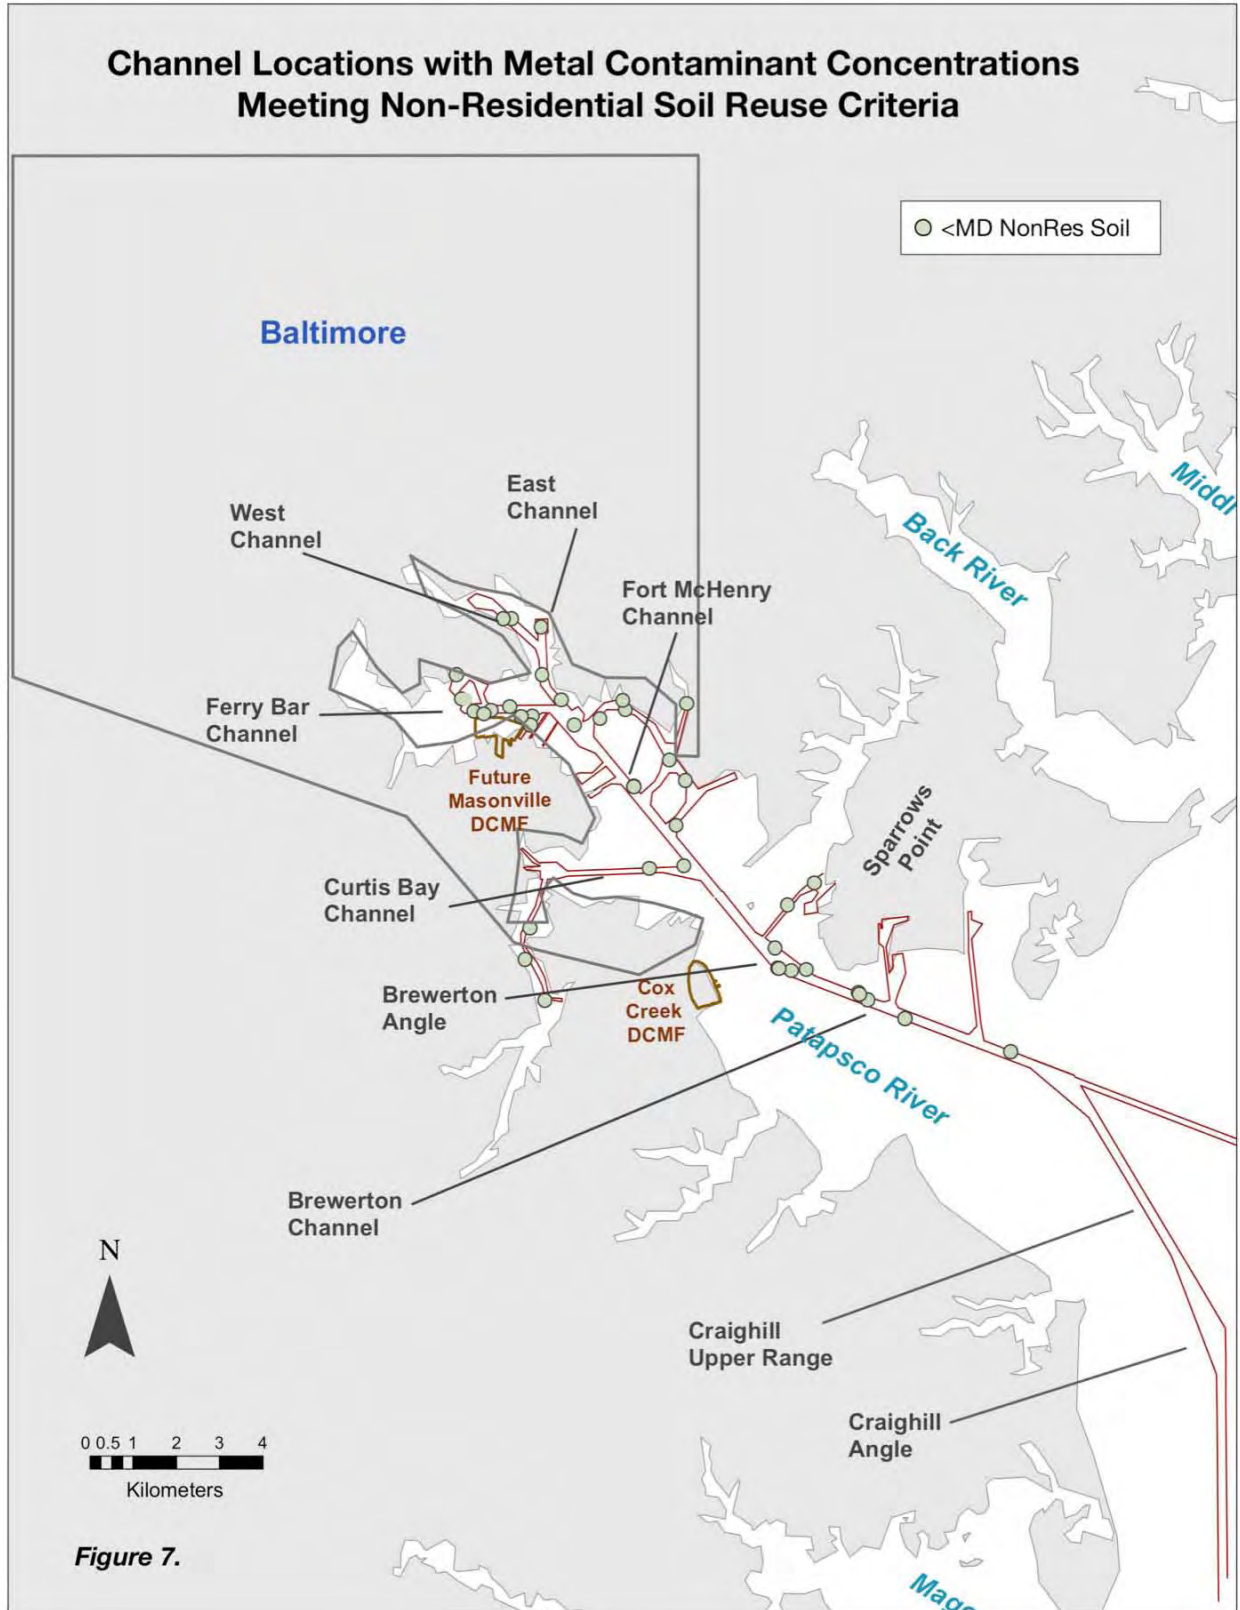 Channel Locations with Metal Contaminant Concentrations
Meeting Non-Residential Soil Reuse Criteria
<MD NonRes Soil
Baltimore
East
Channel
West
Channel
Fort McHenry
Channel
Back River
Middl
Ferry Bar
Channel
Future
Masonville
DCMF
Sparrows
Point
Curtis Bay
Channel
Brewerton
Angle
Cox
Creek
DCMF
Patapsco River
Brewerton
Channel
N
Craighill
Upper Range
Craighill
Angle
0 0.5 1 2 3 4
Kilometers
Figure 7.